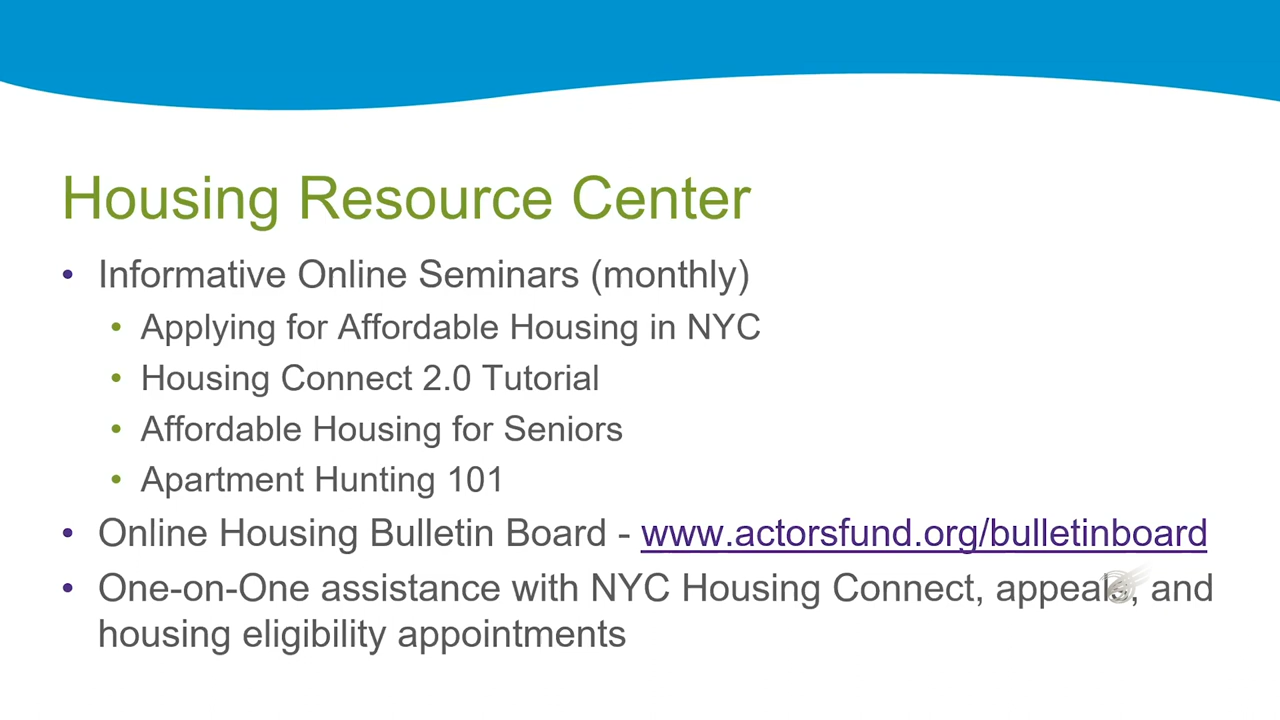 Housing Resource Center
• Informative Online Seminars (monthly)
• Applying for Affordable Housing in NYC
• Housing Connect 2.0 Tutorial
• Affordable Housing for Seniors
• Apartment Hunting 101
• Online Housing Bulletin Board - www.actorsfund.org/bulletinboard
• One-on-One assistance with NYC Housing Connect, appeals, and
housing eligibility appointments